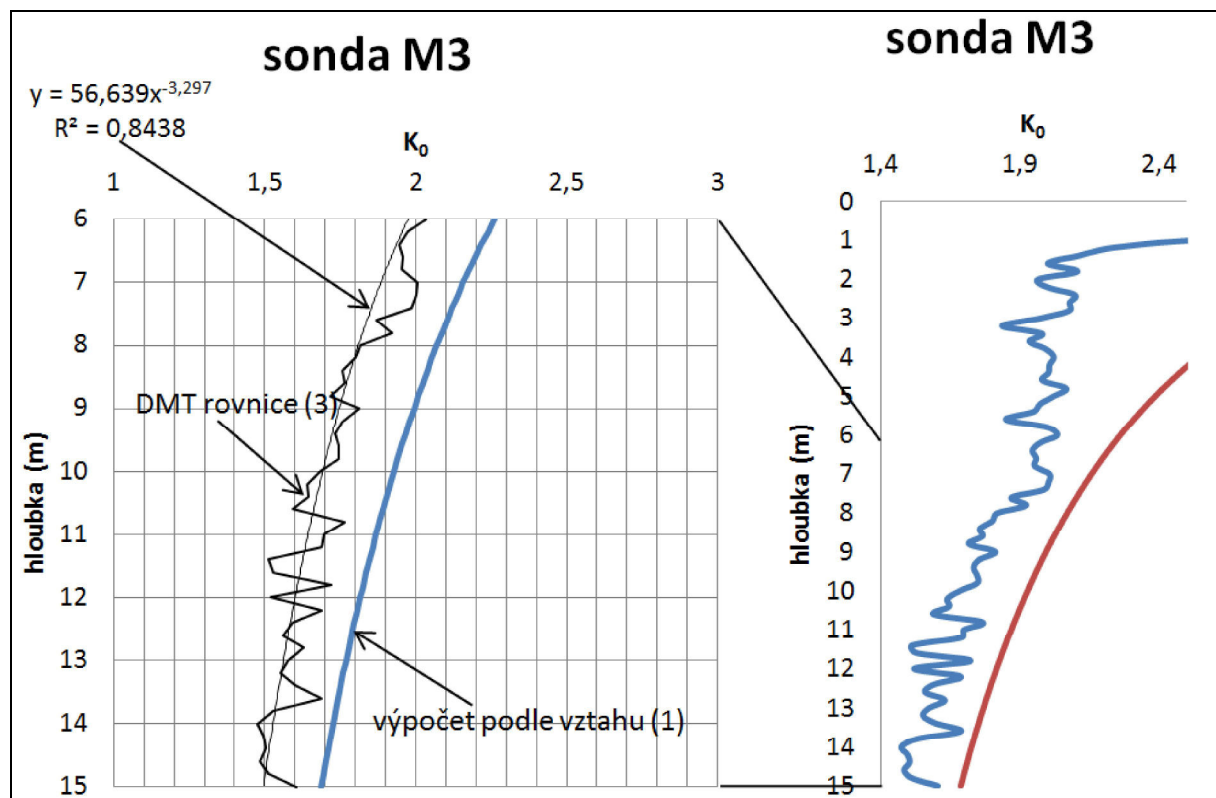 sonda M3
y = 56,639x^-3,297
R² = 0,8438
K₀
1 1,5 2 2,5 3
6
7
8
9
10
11
12
13
14
15
hloubka (m)
DMT rovnice (3)
výpočet podle vztahu (1)
sonda M3
K₀
1,4 1,9 2,4
0
1
2
3
4
5
6
7
8
9
10
11
12
13
14
15
hloubka (m)